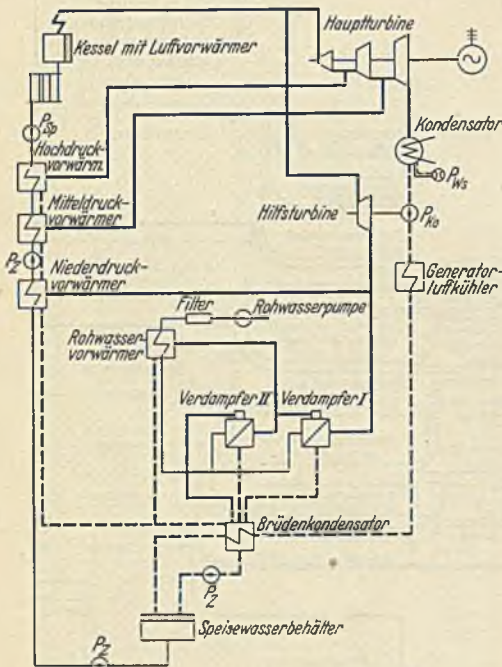 Hauptturbine
Kessel mit Luftvorwärmer
Kondensator
P_Sp
Hochdruck-
vorwärm.
P_Ws
Mitteldruck-
vorwärmer
Hilfsturbine
P_Ko
P_Z
Niederdruck-
vorwärmer
Generator-
luftkühler
Filter
Rohwasserpumpe
Rohwasser-
vorwärmer
Verdampfer II
Verdampfer I
Brüdenkondensator
P_Z
Speisewasserbehälter
P_Z